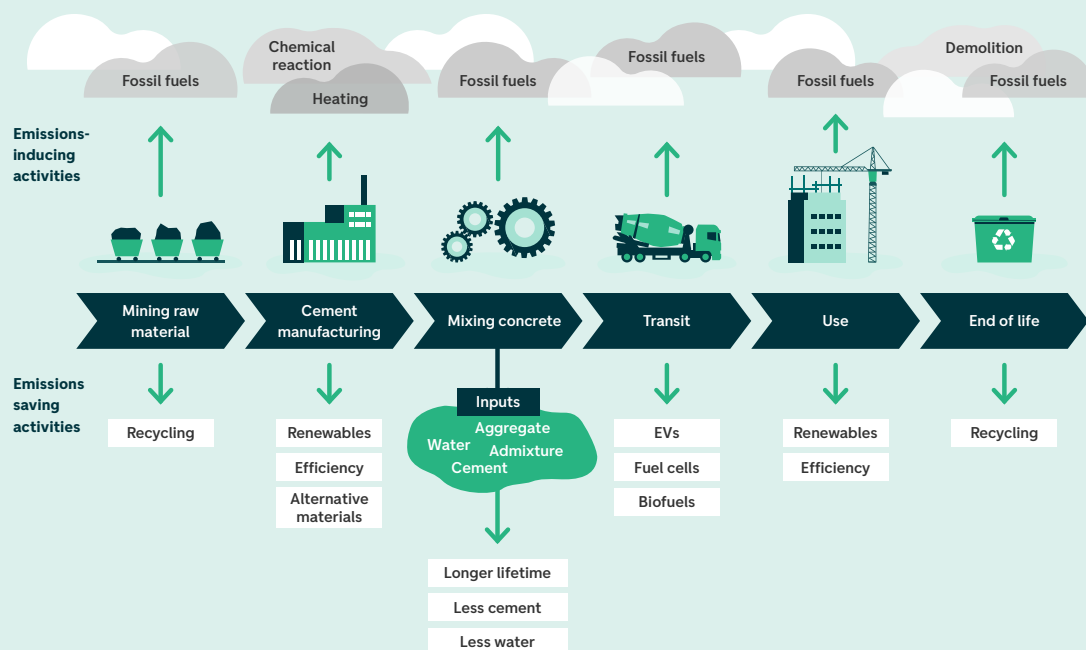 Chemical
reaction
Fossil fuels
Heating
Fossil fuels
Fossil fuels
Fossil fuels
Demolition
Fossil fuels
Emissions-
inducing
activities
Mining raw
material
Cement
manufacturing
Mixing concrete
Transit
Use
End of life
Emissions
saving
activities
Recycling
Renewables
Efficiency
Alternative
materials
Inputs
Aggregate
Water
Admixture
Cement
Longer lifetime
Less cement
Less water
EVs
Fuel cells
Biofuels
Renewables
Efficiency
Recycling